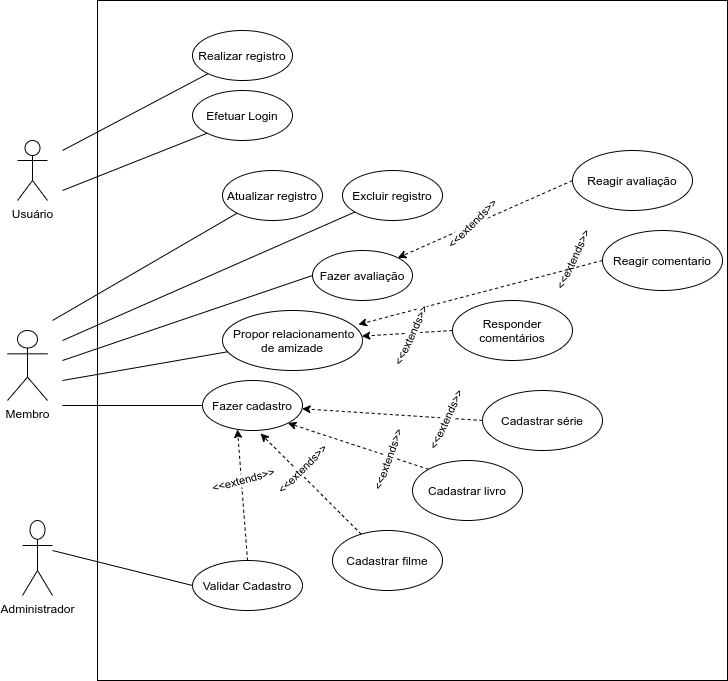 Realizar registro
Efetuar Login
Usuário
Atualizar registro
Excluir registro
Reagir avaliação
<<extends>>
Fazer avaliação
Reagir comentario
<<extends>>
Propor relacionamento
de amizade
<<extends>>
Responder
comentários
Membro
Fazer cadastro
<<extends>>
Cadastrar série
<<extends>>
Cadastrar livro
<<extends>>
<<extends>>
Cadastrar filme
Validar Cadastro
Administrador